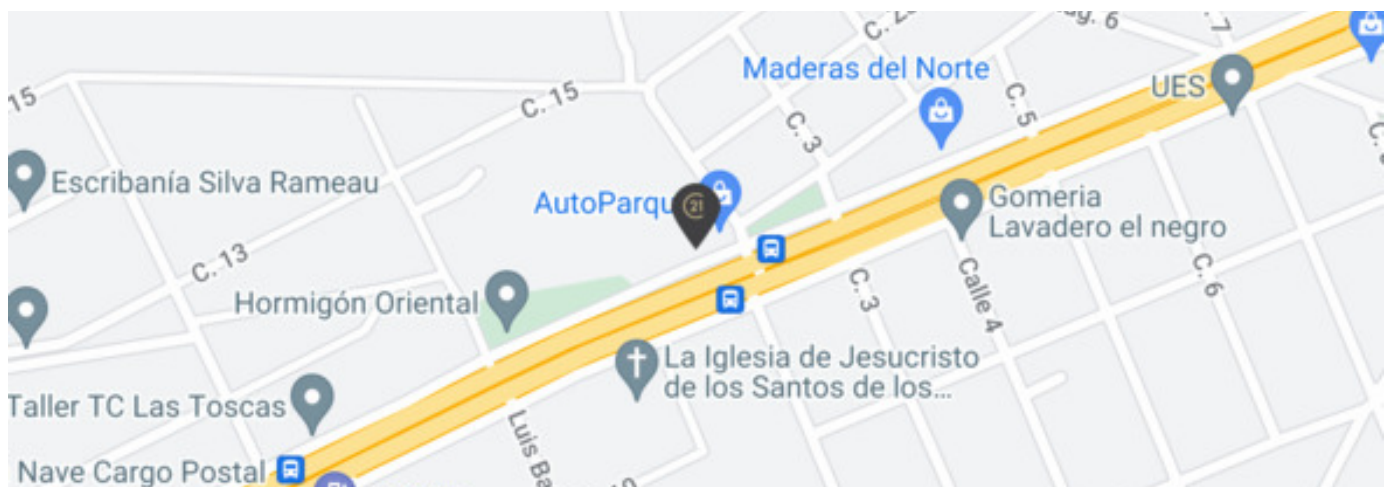 UES
Maderas del Norte
C. 5
C. 15
15
C. 3
Escribanía Silva Rameau
AutoParqu
21
Gomeria
Lavadero el negro
C. 13
C. 3
Calle 4
C. 6
Hormigón Oriental
La Iglesia de Jesucristo
de los Santos de los...
Taller TC Las Toscas
Nave Cargo Postal